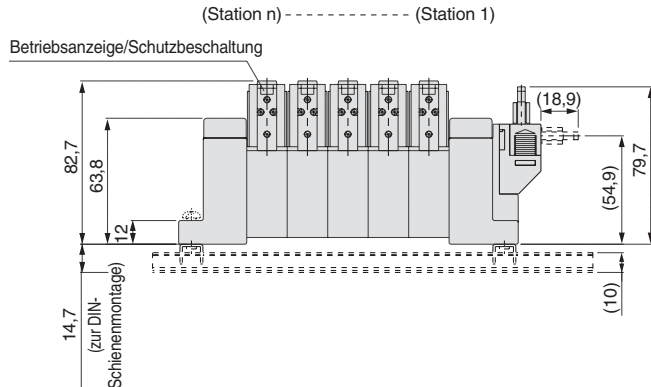 (Station n) - - - - - - - - - - - (Station 1)
Betriebsanzeige/Schutzbeschaltung
(18,9)
82,7
63,8
12
(54,9)
79,7
14,7
(zur DIN-
Schienenmontage)
(10)